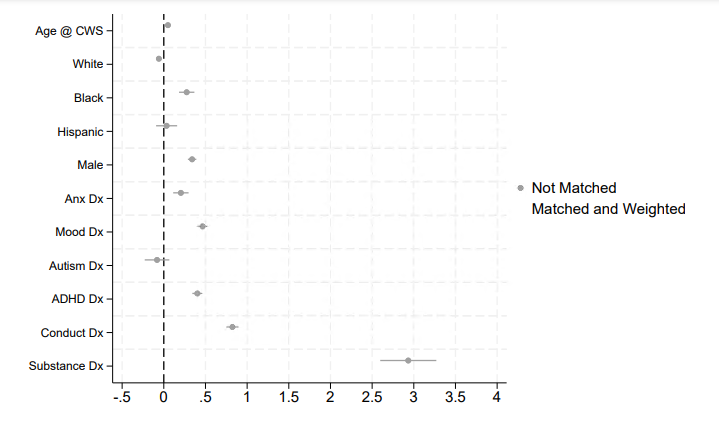 Age @ CWS
White
Black
Hispanic
Male
Anx Dx
Mood Dx
Autism Dx
ADHD Dx
Conduct Dx
Substance Dx
-.5 0 .5 1 1.5 2 2.5 3 3.5 4
Not Matched
Matched and Weighted